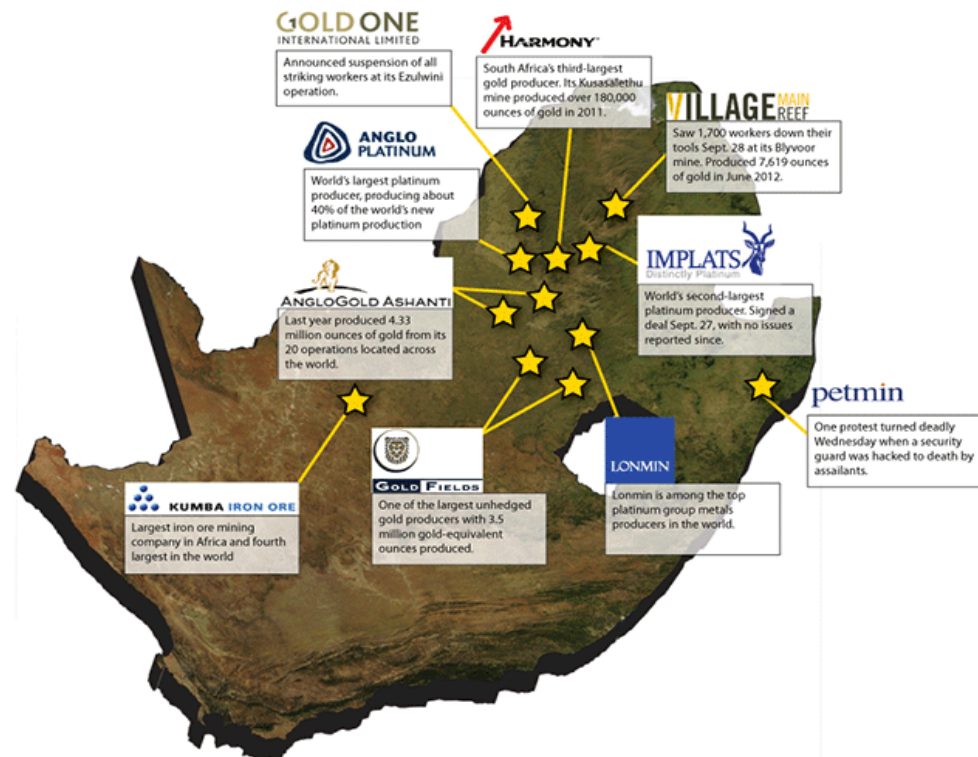 GOLD ONE
INTERNATIONAL LIMITED
Announced suspension of all
striking workers at its Ezulwini
operation.
HARMONY™
South Africa's third-largest
gold producer. Its Kusasalethu
mine produced over 180,000
ounces of gold in 2011.
VILLAGE MAIN
REEF
Saw 1,700 workers down their
tools Sept. 28 at its Blyvoor
mine. Produced 7,619 ounces
of gold in June 2012.
ANGLO
PLATINUM
World's largest platinum
producer, producing about
40% of the world's new
platinum production
IMPLATS
Distinctly Platinum
World's second-largest
platinum producer. Signed a
deal Sept. 27, with no issues
reported since.
ANGLOGOLD ASHANTI
Last year produced 4.33
million ounces of gold from its
20 operations located across
the world.
petmin
One protest turned deadly
Wednesday when a security
guard was hacked to death by
assailants.
GOLD FIELDS
One of the largest unhedged
gold producers with 3.5
million gold-equivalent
ounces produced.
LONMIN
Lonmin is among the top
platinum group metals
producers in the world.
KUMBA IRON ORE
Largest iron ore mining
company in Africa and fourth
largest in the world